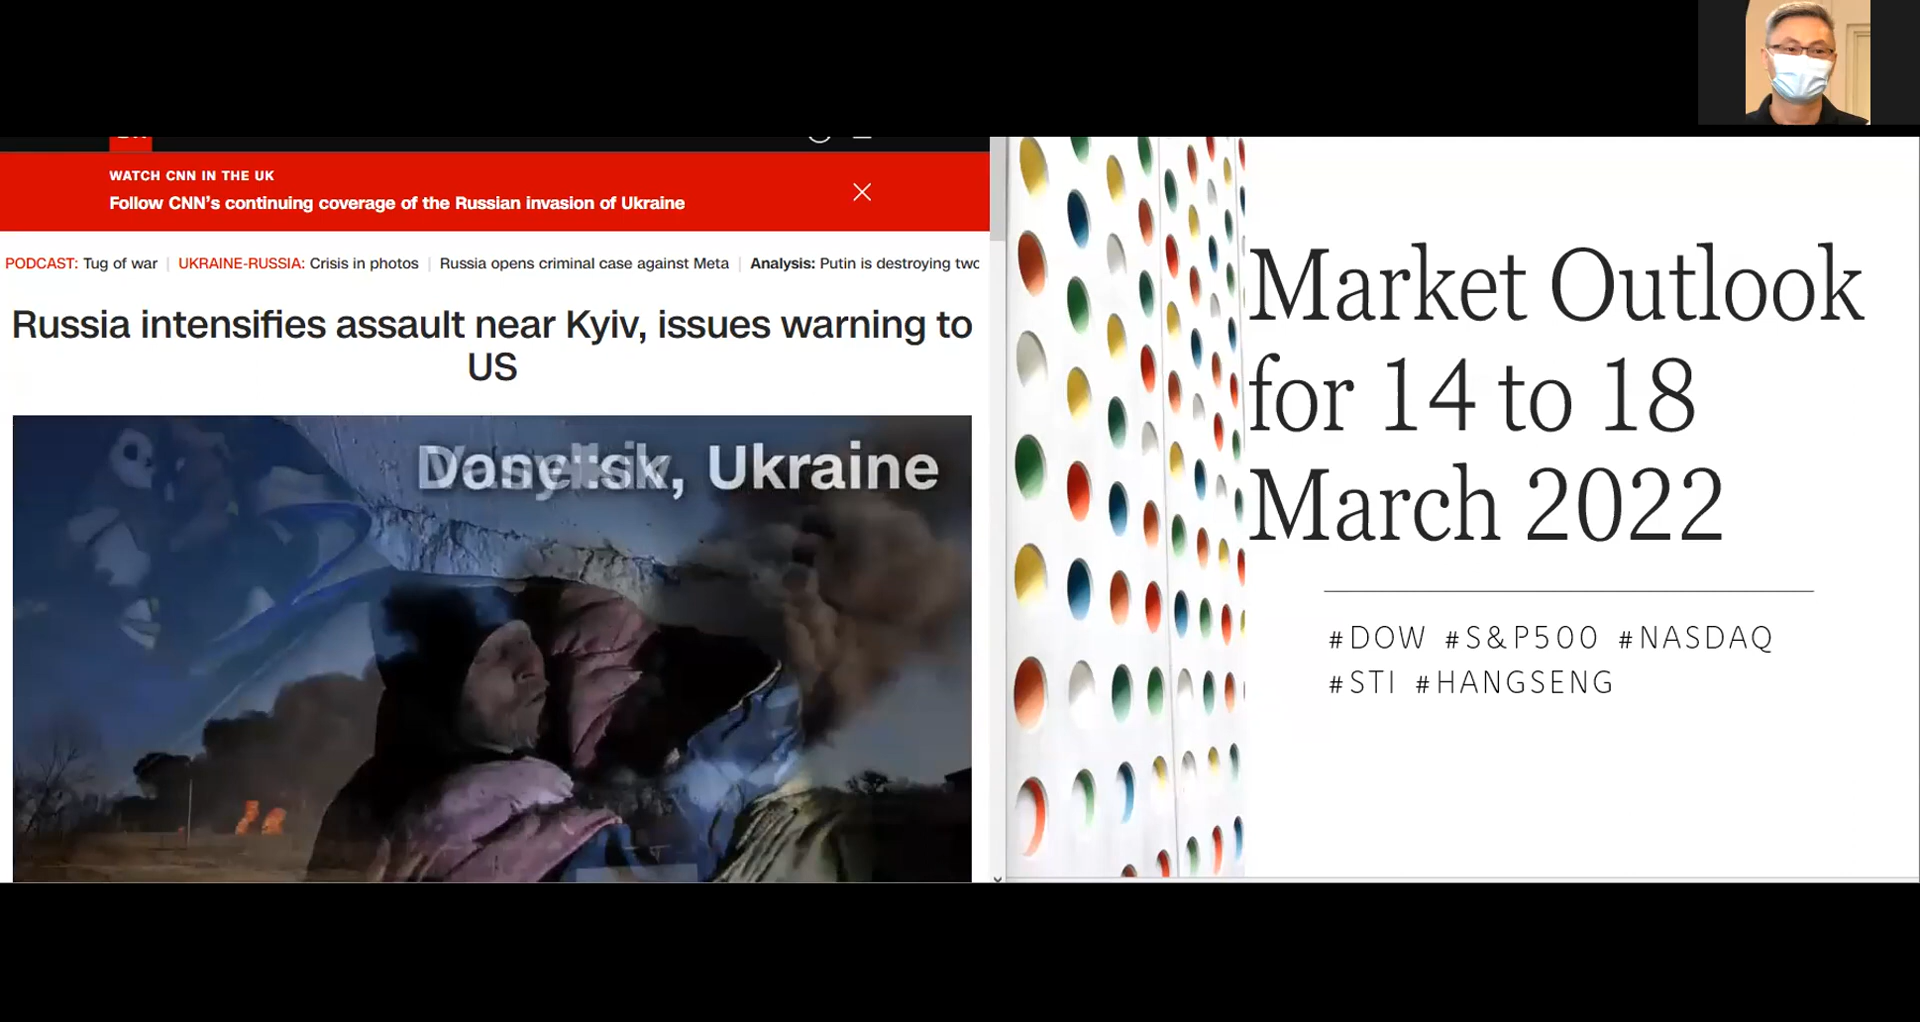 WATCH CNN IN THE UK
Follow CNN's continuing coverage of the Russian invasion of Ukraine
PODCAST: Tug of war | UKRAINE-RUSSIA: Crisis in photos | Russia opens criminal case against Meta | Analysis: Putin is destroying
Russia intensifies assault near Kyiv, issues warning to
US
Ukraine
Market Outlook
for 14 to 18
March 2022
#DOW #S&P500 #NASDAQ
#STI #HANGSENG